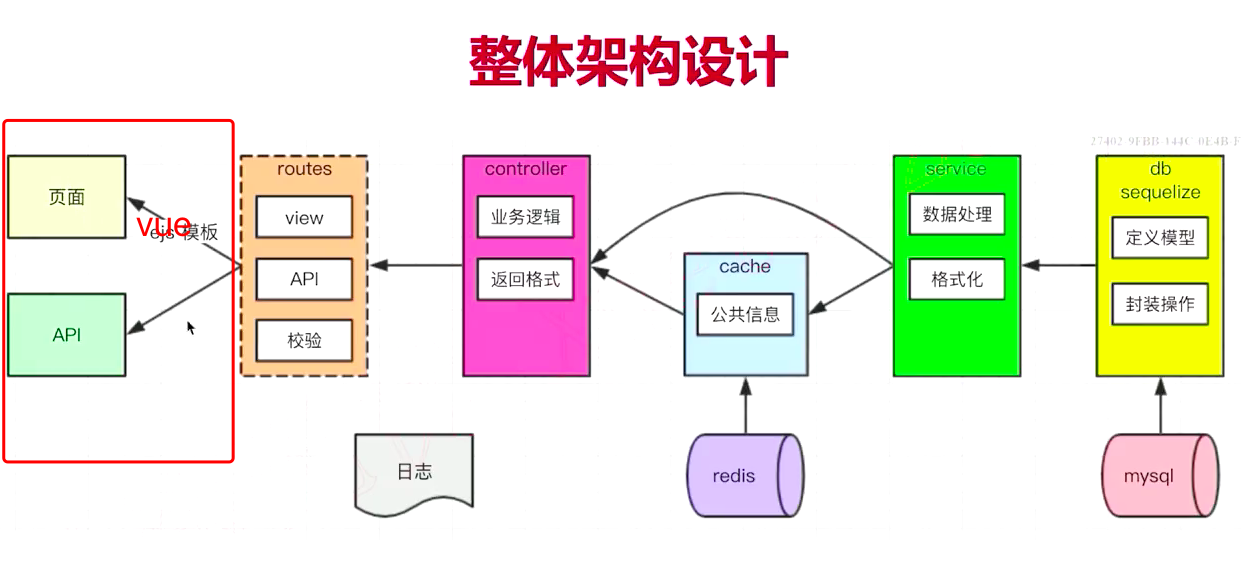 整体架构设计
27402 9FBB 144C 0E4B F
页面
vue
ejs 模板
API
routes
view
API
校验
controller
业务逻辑
返回格式
cache
公共信息
service
数据处理
格式化
db
sequelize
定义模型
封装操作
日志
redis
mysql